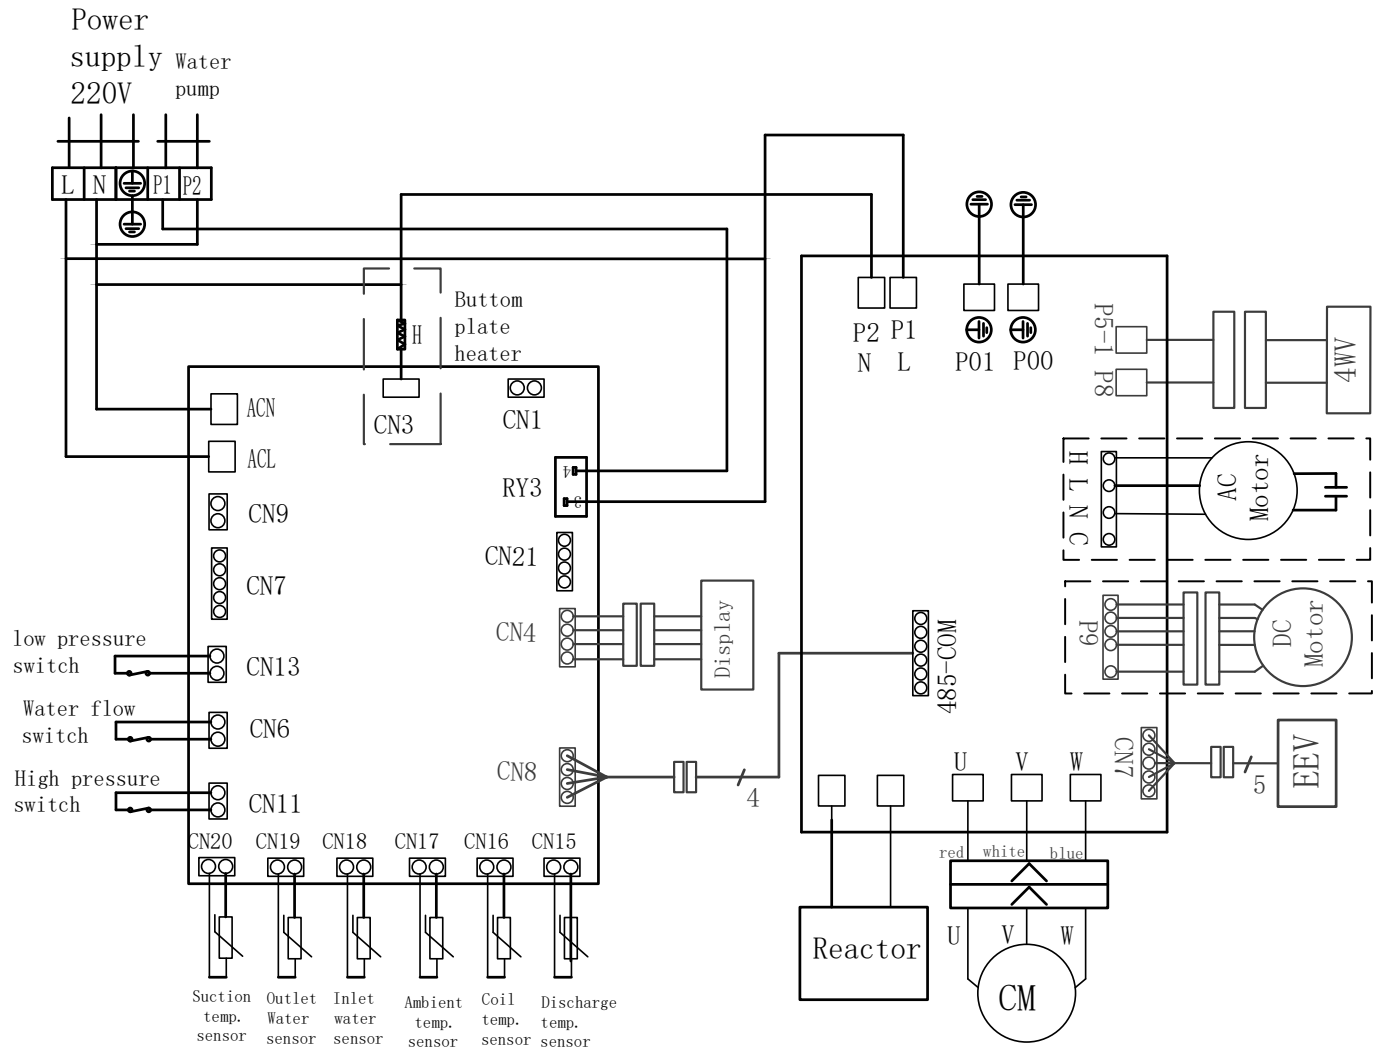 Power
supply
220V
Water
pump
L N P1 P2
Buttom
plate
heater
H
CN3
CN1
ACN
ACL
RY3
4
3
CN9
CN21
CN7
CN4
Display
low pressure
switch
CN13
Water flow
switch
CN6
High pressure
switch
CN11
CN8
4
CN20 CN19 CN18 CN17 CN16 CN15
Suction
temp.
sensor
Outlet
Water
sensor
Inlet
water
sensor
Ambient
temp.
sensor
Coil
temp.
sensor
Discharge
temp.
sensor
P2 P1
N L
P01 P00
P5-1
P8
4WV
H L N C
AC
Motor
P9
DC
Motor
485-COM
CN7
5
EEV
U V W
red white blue
U V W
CM
Reactor